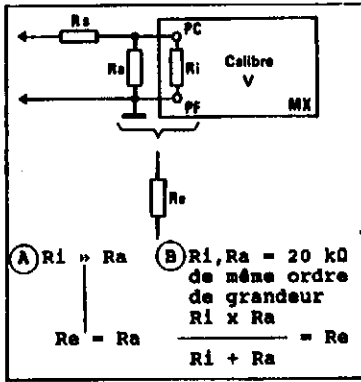 Rs
PC
Ra
Ri
Calibre
V
PF
MX
Re
A Ri » Ra
Re = Ra
B Ri,Ra = 20 kΩ
de même ordre
de grandeur
Ri x Ra
Ri + Ra
= Re